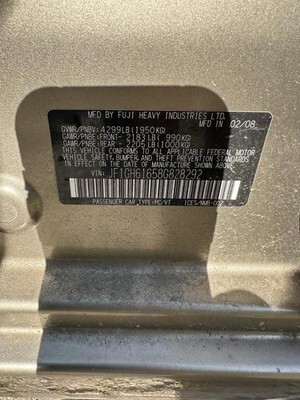 MFD BY FUJI HEAVY INDUSTRIES LTD.
MFD IN 02/08
GVWR/PNBV: 4299LB(1950KG)
GAWR/PNBE:FRONT- 2183LB( 990KG)
GAWR/PNBE:REAR - 2205LB(1000KG)
THIS VEHICLE CONFORMS TO ALL APPLICABLE
FEDERAL MOTOR VEHICLE SAFETY, BUMPER,
AND THEFT PREVENTION STANDARDS IN EFFECT
ON THE DATE OF MANUFACTURE SHOWN ABOVE.
VIN: JF1GH61658G828292
PASSENGER CAR,TYPE:PC/VT ICES/NMB-002